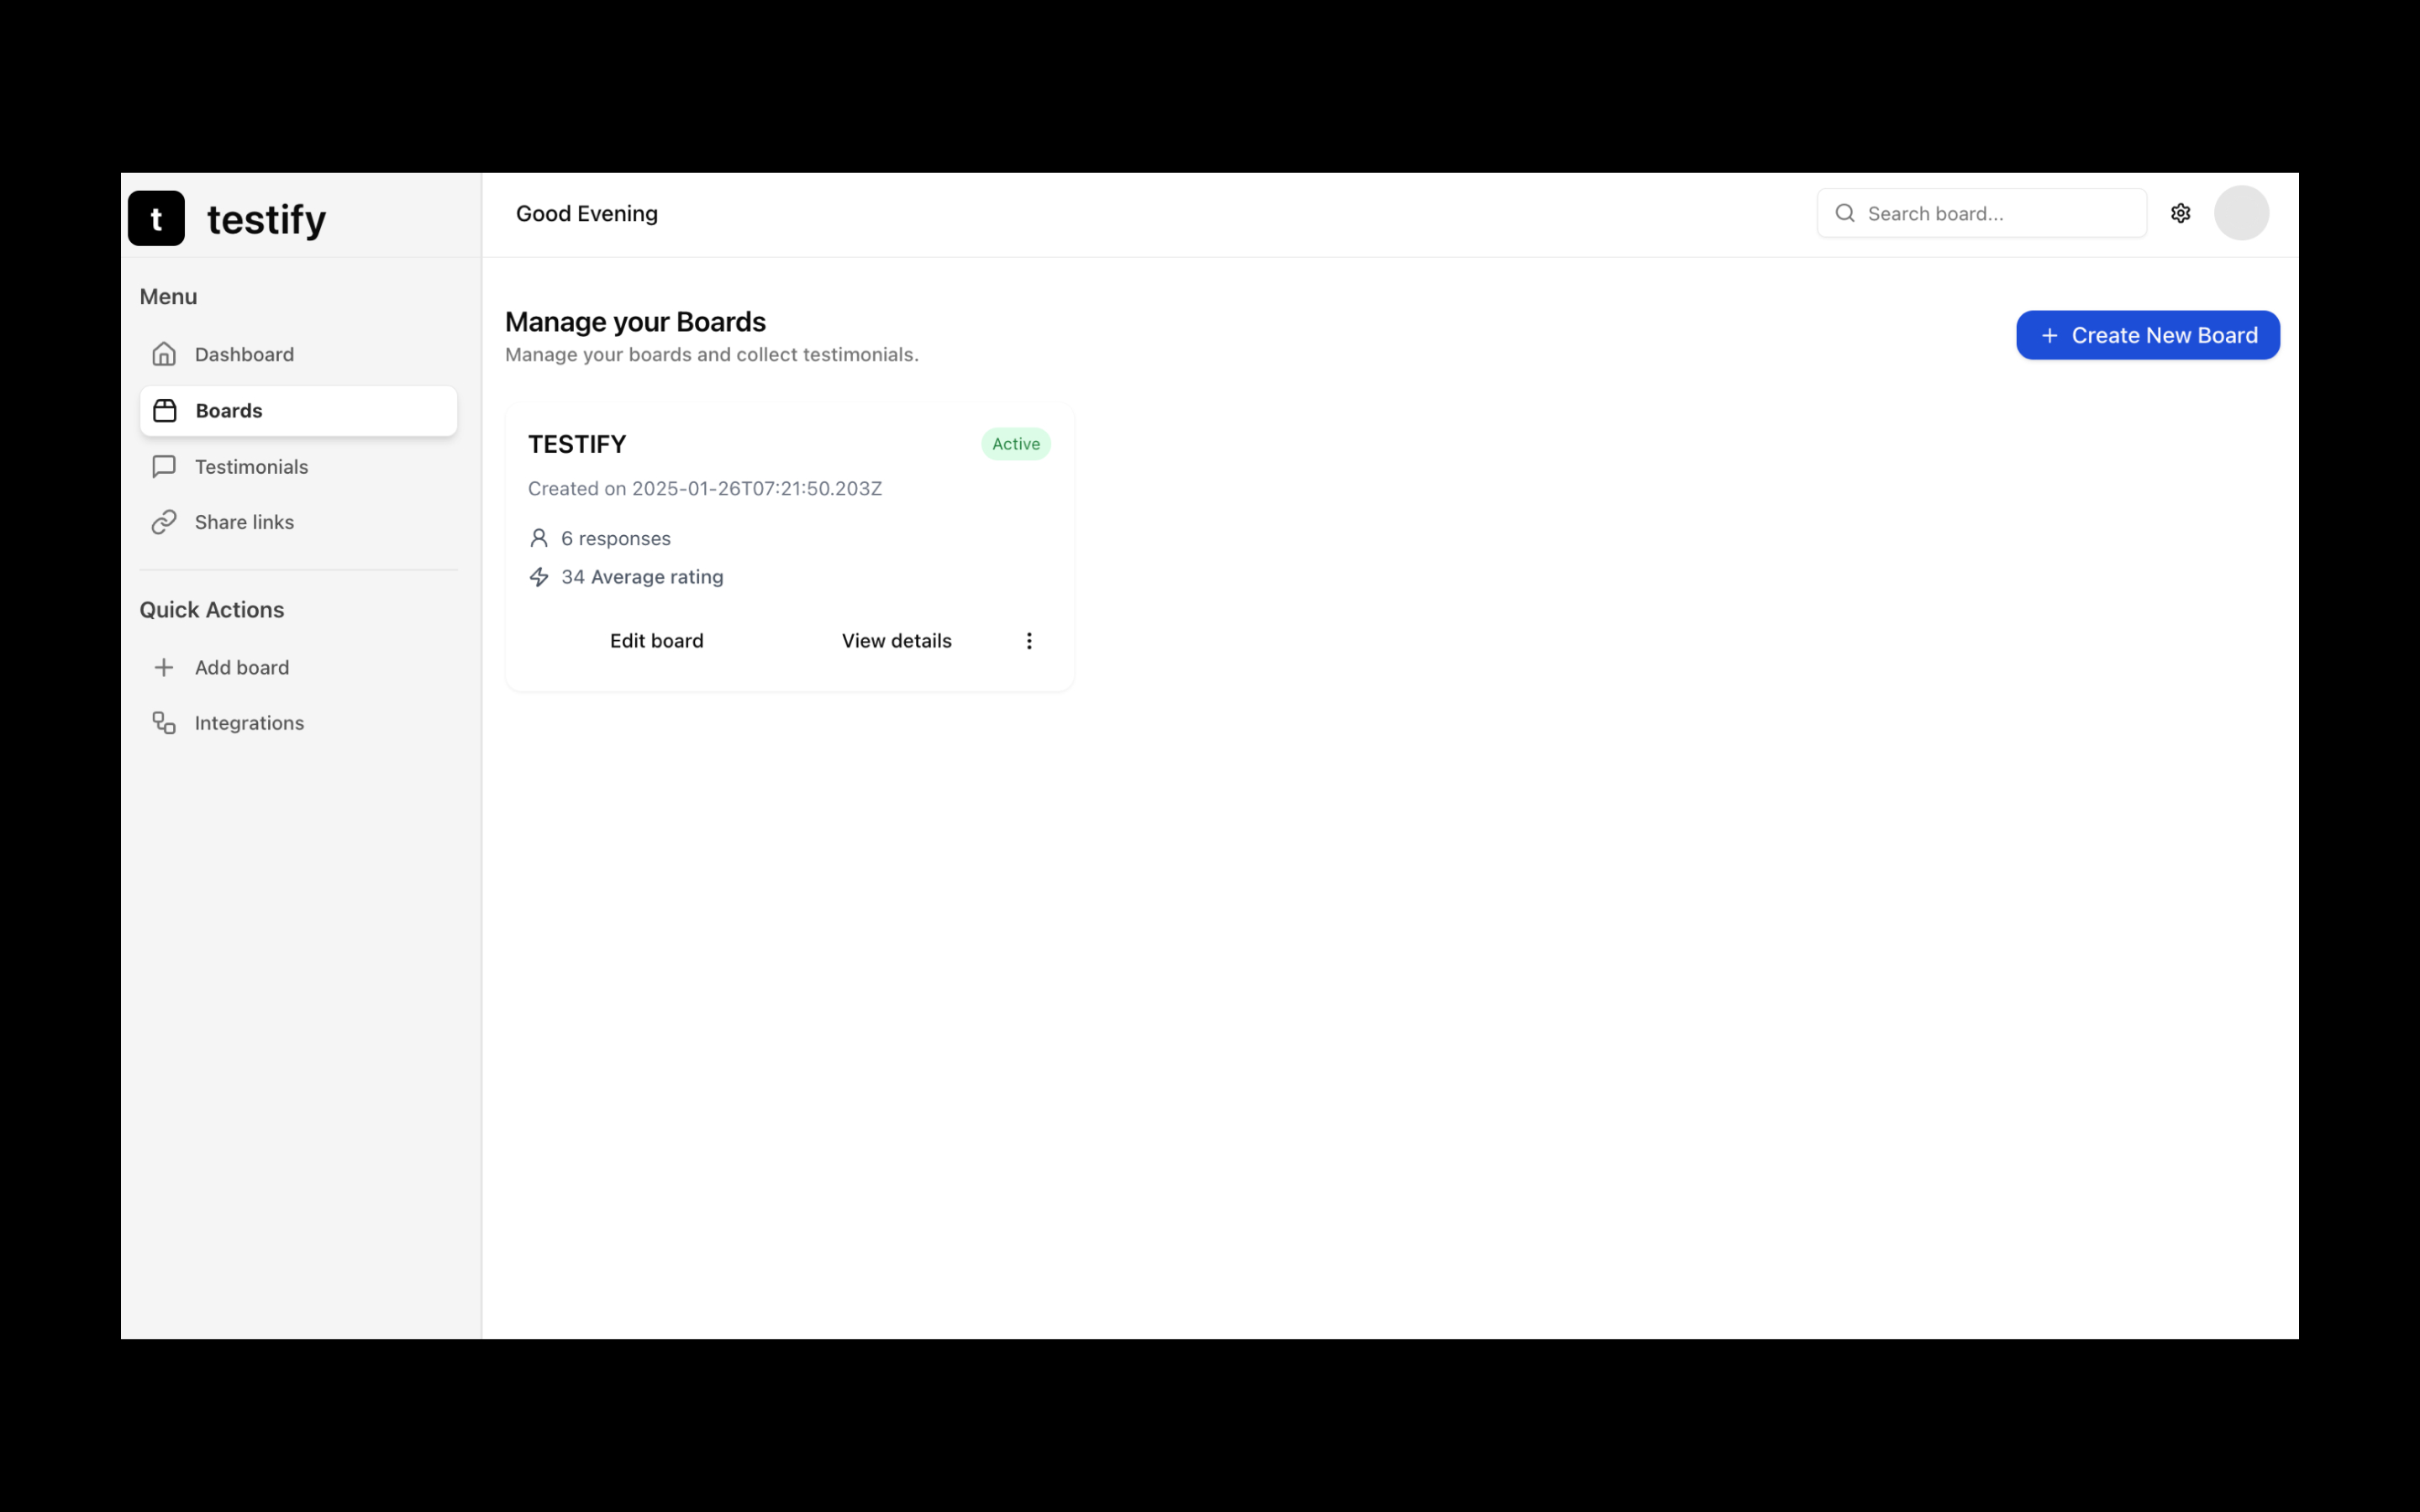 t testify
Good Evening
Search board...
Menu
Dashboard
Boards
Testimonials
Share links
Quick Actions
Add board
Integrations
Manage your Boards
Manage your boards and collect testimonials.
+ Create New Board
TESTIFY
Active
Created on 2025-01-26T07:21:50.203Z
6 responses
34 Average rating
Edit board
View details